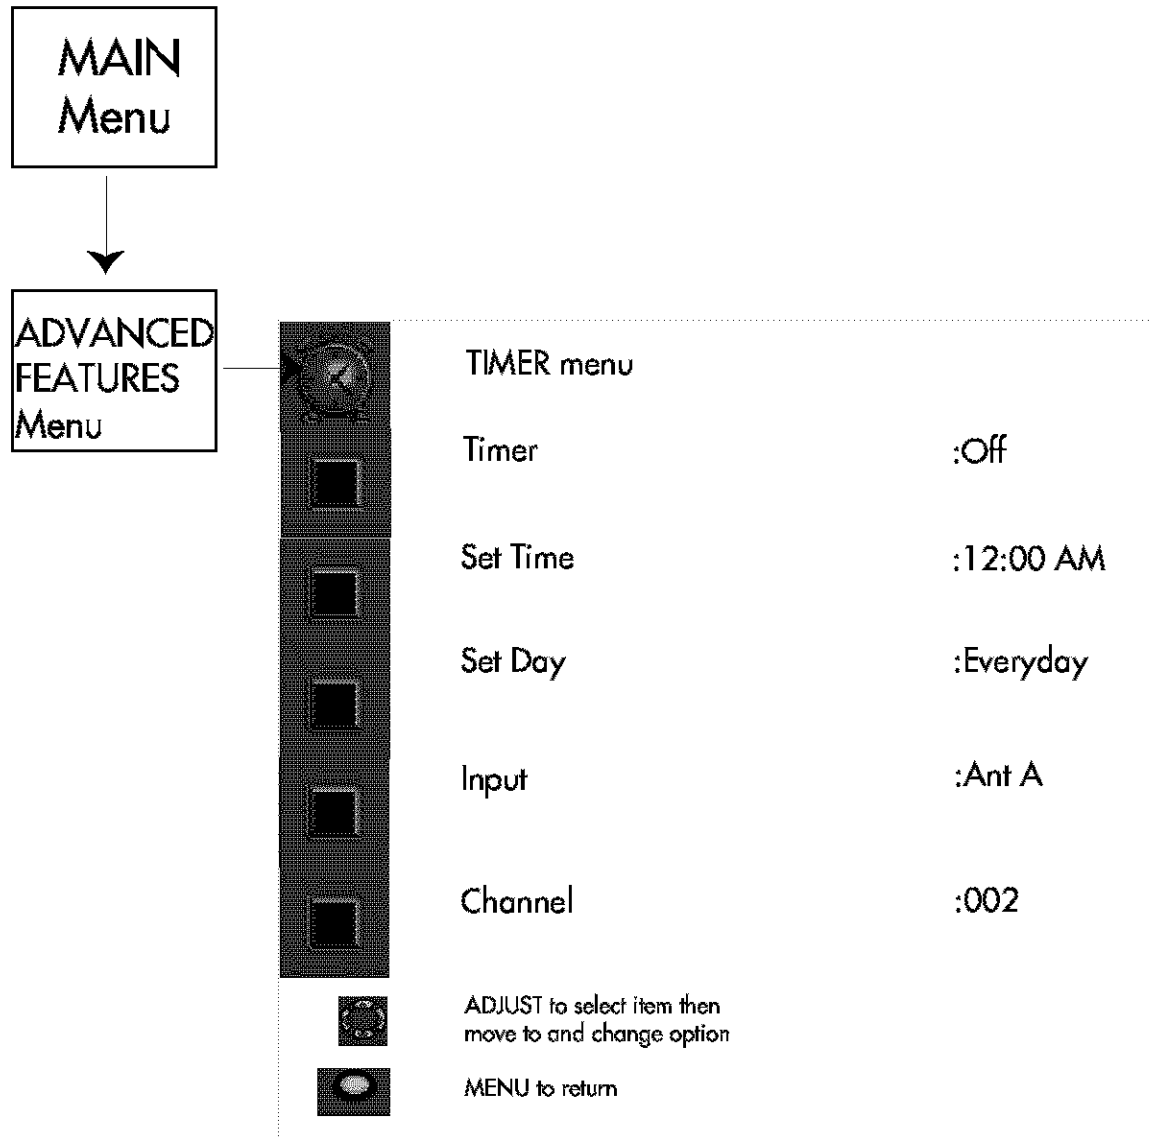 MAIN
Menu
ADVANCED
FEATURES
Menu
TIMER menu
Timer :Off
Set Time :12:00 AM
Set Day :Everyday
Input :Ant A
Channel :002
ADJUST to select item then
move to and change option
MENU to return